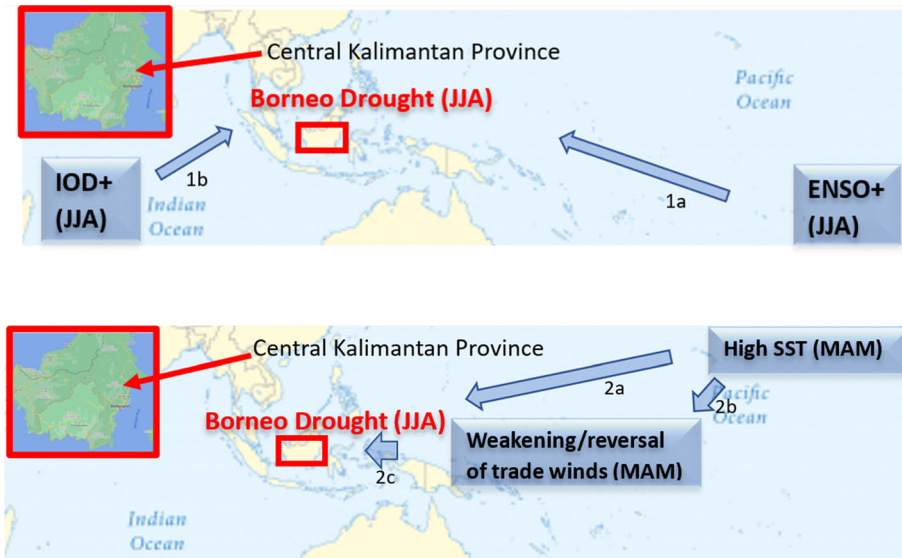 Central Kalimantan Province
Borneo Drought (JJA)
Pacific
Ocean
IOD+
(JJA)
1b
Indian
Ocean
1a
ENSO+
(JJA)
Central Kalimantan Province
High SST (MAM)
2a
2b
Pacific
Ocean
Borneo Drought (JJA)
Weakening/reversal
of trade winds (MAM)
2c
Indian
Ocean